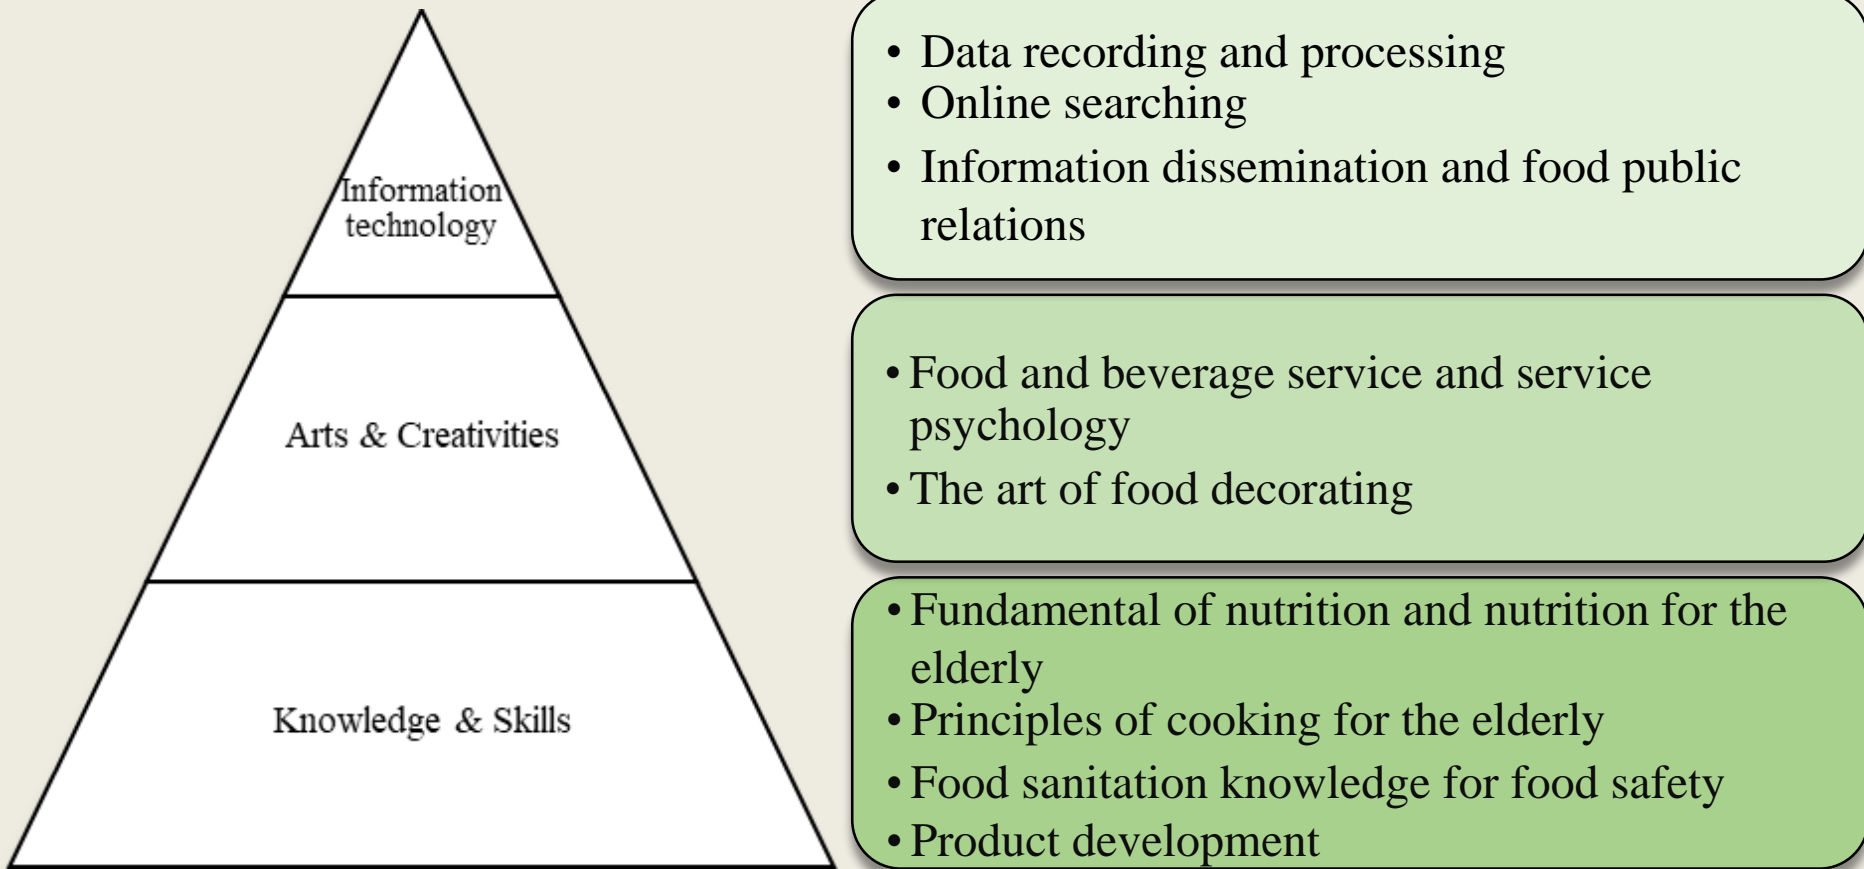 Information
technology
Arts & Creativities
Knowledge & Skills
• Data recording and processing
• Online searching
• Information dissemination and food public
relations
• Food and beverage service and service
psychology
• The art of food decorating
• Fundamental of nutrition and nutrition for the
elderly
• Principles of cooking for the elderly
• Food sanitation knowledge for food safety
• Product development